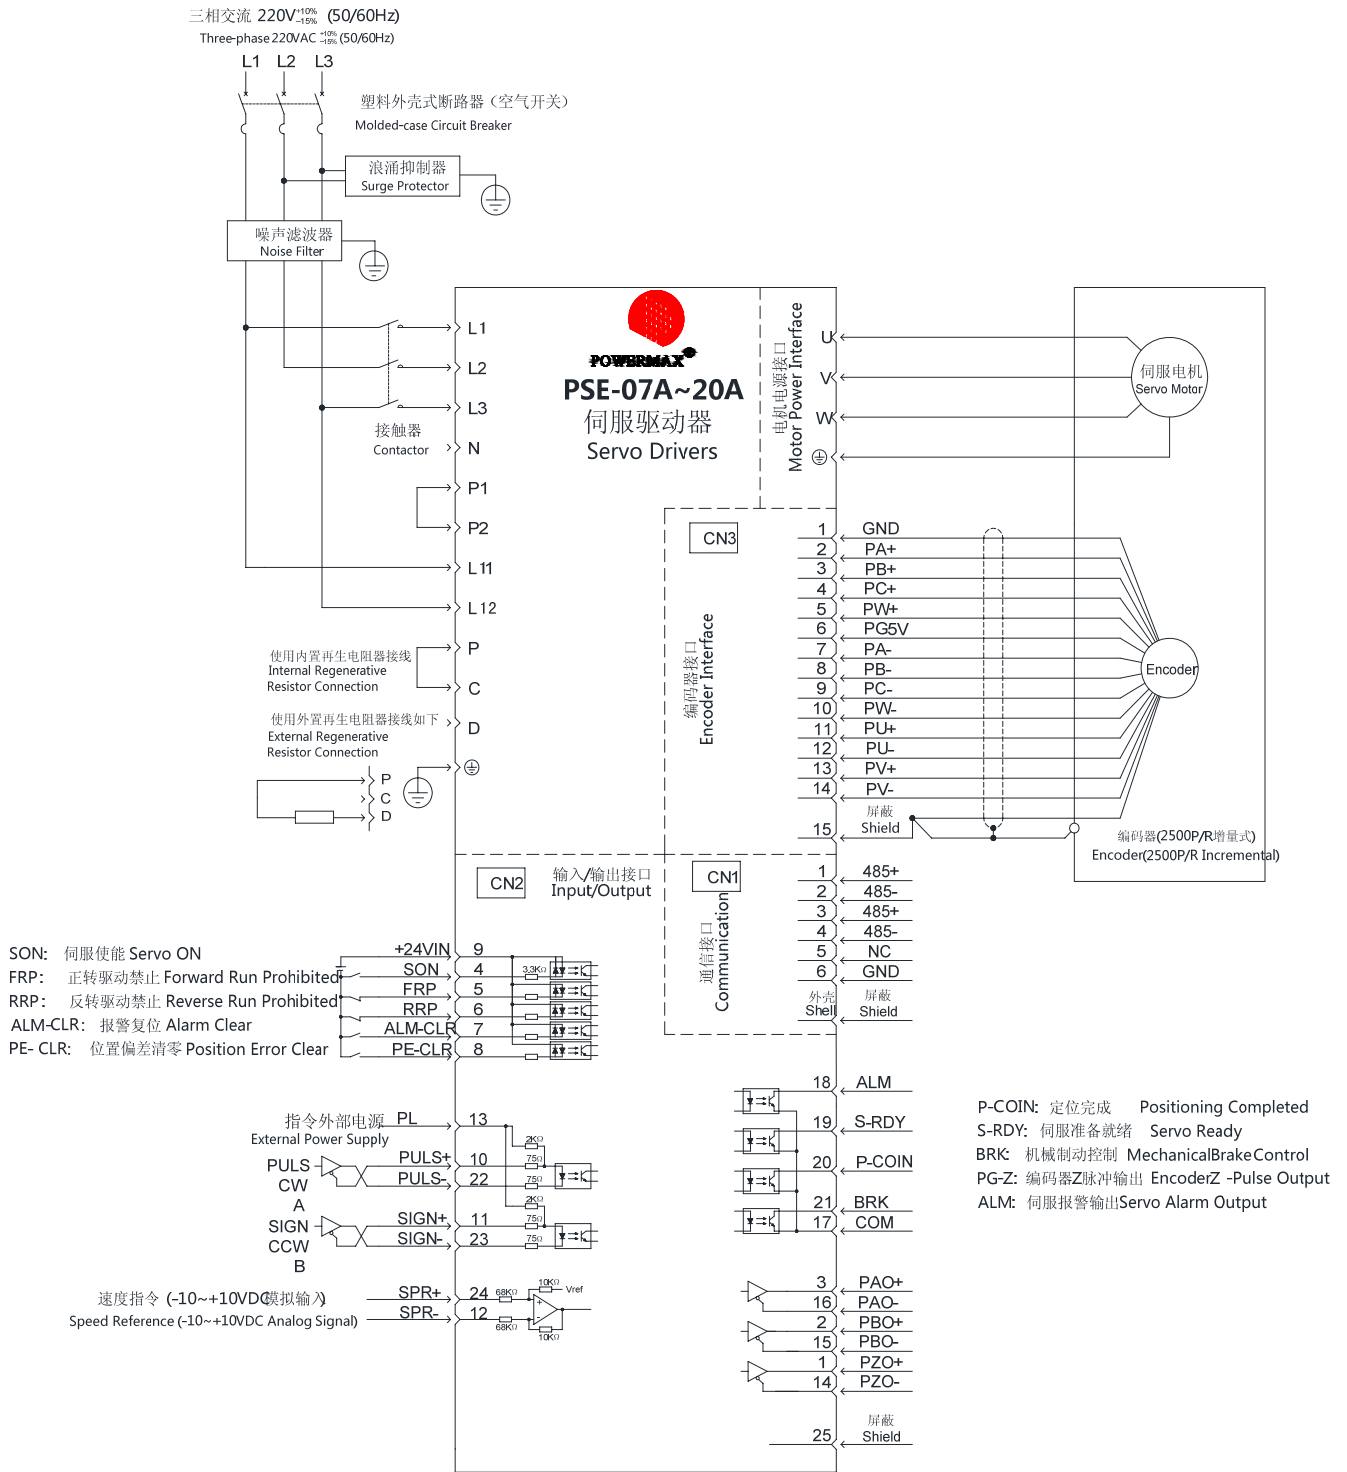 三相交流 220V+10% -15% (50/60Hz)
Three-phase 220VAC +10% -15% (50/60Hz)
L1 L2 L3
塑料外壳式断路器（空气开关）
Molded-case Circuit Breaker
浪涌抑制器
Surge Protector
噪声滤波器
Noise Filter
L1
L2
L3
接触器
Contactor
N
P1
P2
L11
L12
使用内置再生电阻器接线
Internal Regenerative
Resistor Connection
P
C
使用外置再生电阻器接线如下
External Regenerative
Resistor Connection
D
P
C
D
POWERMAX
PSE-07A~20A
伺服驱动器
Servo Drivers
电机电源接口
Motor Power Interface
U
V
W
伺服电机
Servo Motor
CN3
编码器接口
Encoder Interface
1 GND
2 PA+
3 PB+
4 PC+
5 PW+
6 PG5V
7 PA-
8 PB-
9 PC-
10 PW-
11 PU+
12 PU-
13 PV+
14 PV-
屏蔽
15 Shield
Encoder
编码器(2500P/R增量式)
Encoder(2500P/R Incremental)
CN2
输入/输出接口
Input/Output
CN1
通信接口
Communication
1 485+
2 485-
3 485+
4 485-
5 NC
6 GND
外壳 屏蔽
Shell Shield
SON: 伺服使能 Servo ON
FRP: 正转驱动禁止 Forward Run Prohibited
RRP: 反转驱动禁止 Reverse Run Prohibited
ALM-CLR: 报警复位 Alarm Clear
PE- CLR: 位置偏差清零 Position Error Clear
+24VIN 9
SON 4 3.3KΩ
FRP 5
RRP 6
ALM-CLR 7
PE-CLR 8
指令外部电源 PL 13
External Power Supply
2KΩ
PULS PULS+ 10 75Ω
CW PULS- 22 75Ω
A
2KΩ
SIGN SIGN+ 11 75Ω
CCW SIGN- 23 75Ω
B
速度指令 (-10~+10VDC模拟输入)
Speed Reference (-10~+10VDC Analog Signal)
SPR+ 24 68KΩ 10KΩ Vref
SPR- 12 68KΩ 10KΩ
+
-
18 ALM
19 S-RDY
20 P-COIN
21 BRK
17 COM
P-COIN: 定位完成 Positioning Completed
S-RDY: 伺服准备就绪 Servo Ready
BRK: 机械制动控制 MechanicalBrakeControl
PG-Z: 编码器Z脉冲输出 EncoderZ -Pulse Output
ALM: 伺服报警输出Servo Alarm Output
3 PAO+
16 PAO-
2 PBO+
15 PBO-
1 PZO+
14 PZO-
屏蔽
25 Shield